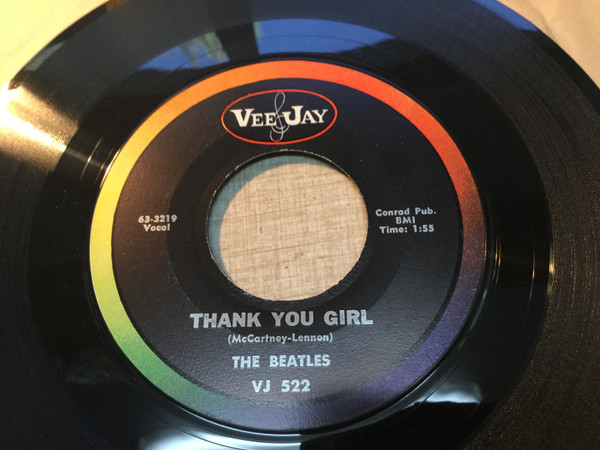 VEE JAY
63-3219
Vocal
Conrad Pub.
BMI
Time: 1:55
THANK YOU GIRL
(McCartney-Lennon)
THE BEATLES
VJ 522